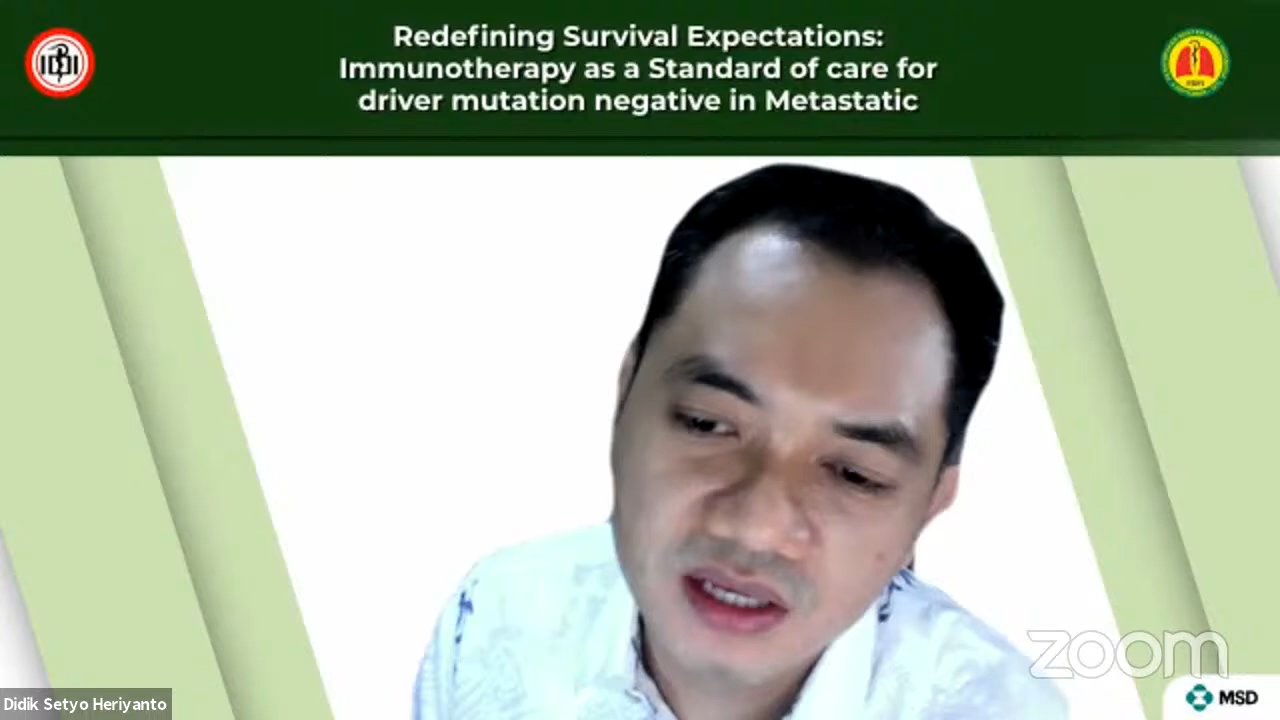 Redefining Survival Expectations:
Immunotherapy as a Standard of care for
driver mutation negative in Metastatic
zoom
Didik Setyo Heriyanto
MSD